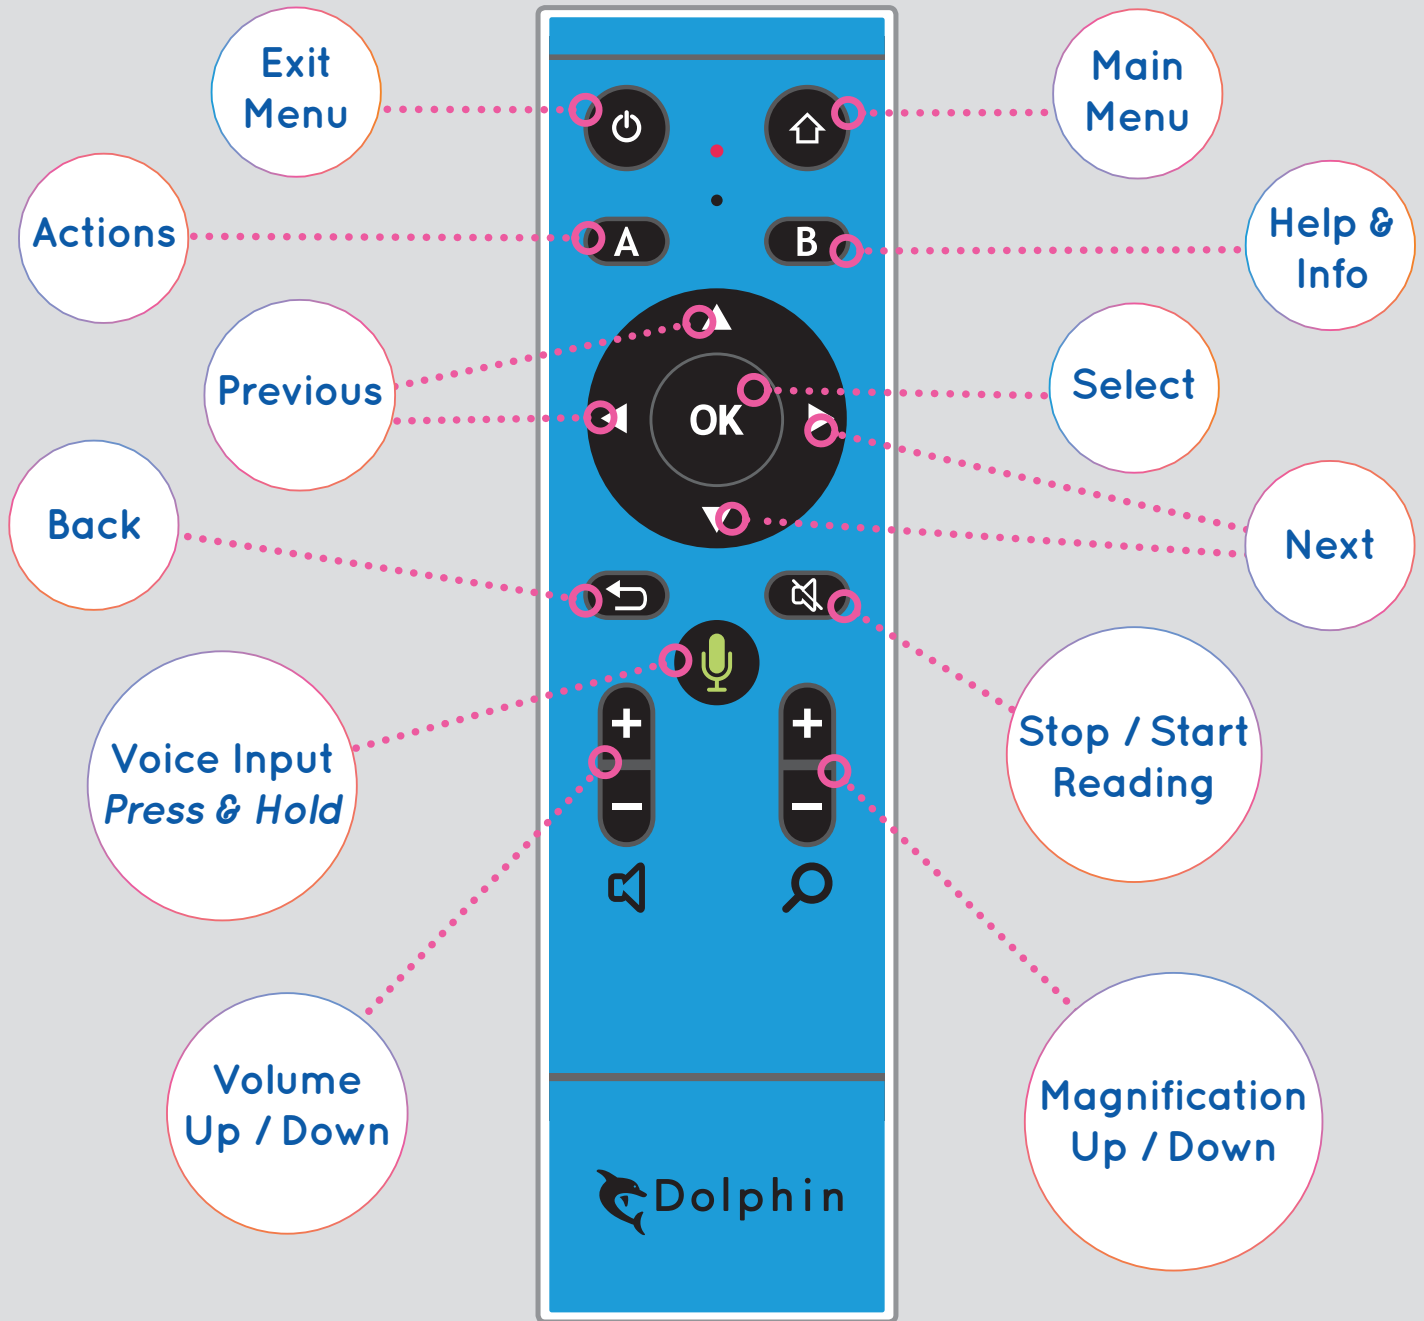 Exit
Menu
Main
Menu
Actions
A
B
Help &
Info
Previous
OK
Select
Back
Next
Voice Input
Press & Hold
Stop / Start
Reading
+
+
−
−
Volume
Up / Down
Magnification
Up / Down
Dolphin